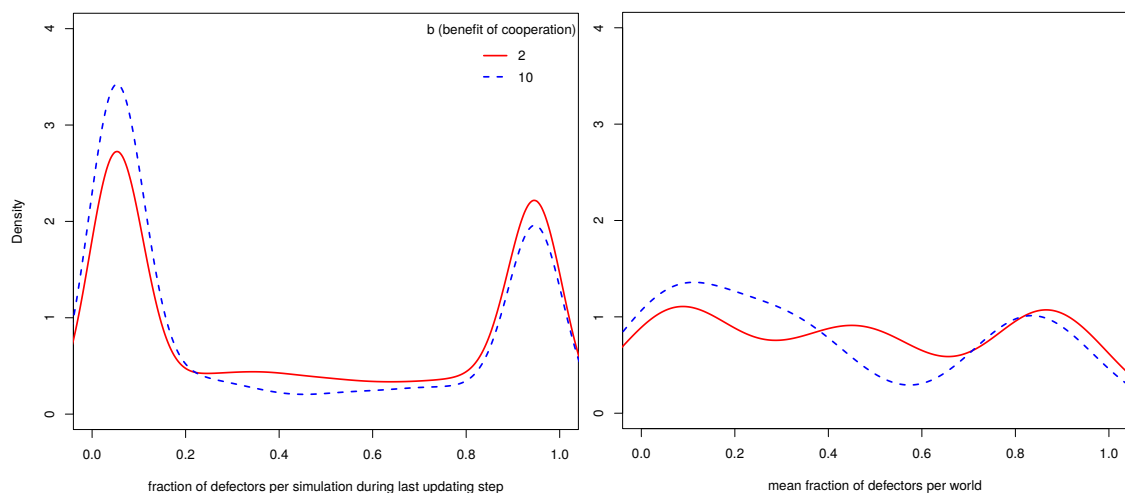 b (benefit of cooperation)
2
10
Density
0
1
2
3
4
0.0 0.2 0.4 0.6 0.8 1.0
fraction of defectors per simulation during last updating step
0
1
2
3
4
0.0 0.2 0.4 0.6 0.8 1.0
mean fraction of defectors per world